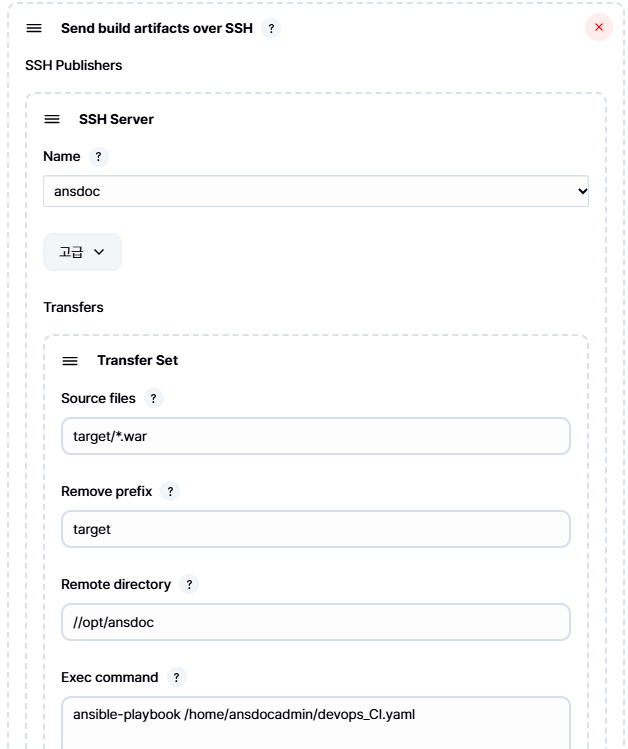 Send build artifacts over SSH ?
SSH Publishers
SSH Server
Name ?
ansdoc
고급
Transfers
Transfer Set
Source files ?
target/*.war
Remove prefix ?
target
Remote directory ?
//opt/ansdoc
Exec command ?
ansible-playbook /home/ansdocadmin/devops_CI.yaml